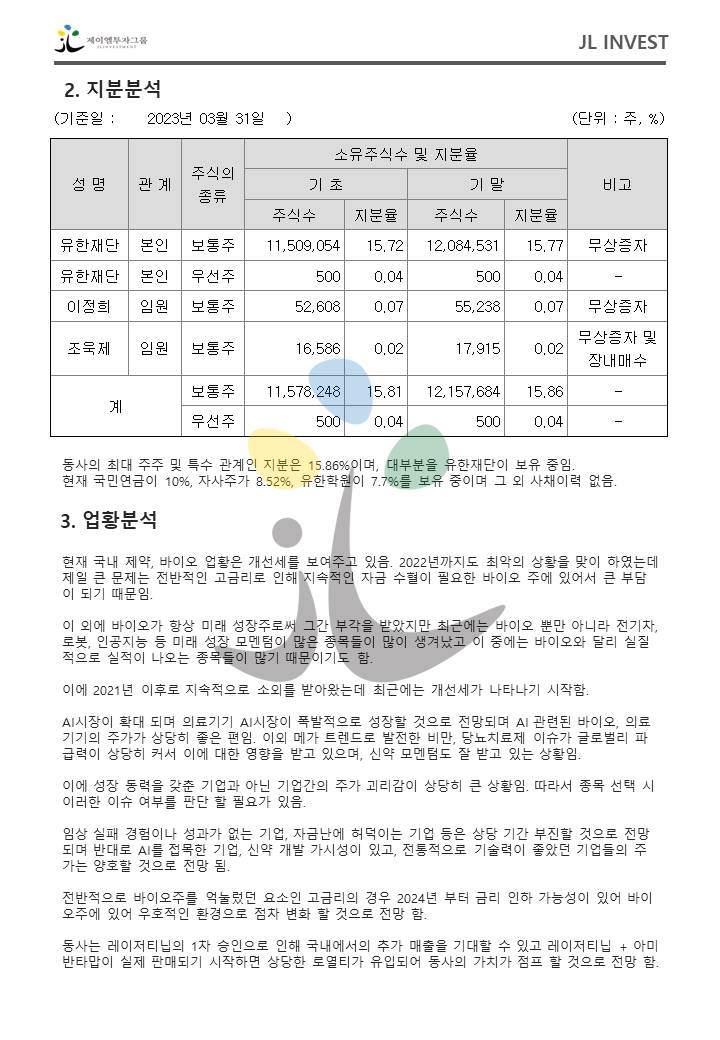 제이엘투자그룹
JLINVESTMENT
JL INVEST
2. 지분분석
(기준일 : 2023년 03월 31일 )
(단위 : 주, %)
성 명 관 계 주식의 종류 소유주식수 및 지분율 비고
기 초 기 말
주식수 지분율 주식수 지분율
유한재단 본인 보통주 11,509,054 15.72 12,084,531 15.77 무상증자
유한재단 본인 우선주 500 0.04 500 0.04 -
이정희 임원 보통주 52,608 0.07 55,238 0.07 무상증자
조욱제 임원 보통주 16,586 0.02 17,915 0.02 무상증자 및 장내매수
계 보통주 11,578,248 15.81 12,157,684 15.86 -
우선주 500 0.04 500 0.04 -
동사의 최대 주주 및 특수 관계인 지분은 15.86%이며, 대부분을 유한재단이 보유 중임.
현재 국민연금이 10%, 자사주가 8.52%, 유한학원이 7.7%를 보유 중이며 그 외 사채이력 없음.
3. 업황분석
현재 국내 제약, 바이오 업황은 개선세를 보여주고 있음. 2022년까지도 최악의 상황을 맞이 하였는데
제일 큰 문제는 전반적인 고금리로 인해 지속적인 자금 수혈이 필요한 바이오 주에 있어서 큰 부담
이 되기 때문임.
이 외에 바이오가 항상 미래 성장주로써 그간 부각을 받았지만 최근에는 바이오 뿐만 아니라 전기차,
로봇, 인공지능 등 미래 성장 모멘텀이 많은 종목들이 많이 생겨났고 이 중에는 바이오와 달리 실질
적으로 실적이 나오는 종목들이 많기 때문이기도 함.
이에 2021년 이후로 지속적으로 소외를 받아왔는데 최근에는 개선세가 나타나기 시작함.
AI시장이 확대 되며 의료기기 AI시장이 폭발적으로 성장할 것으로 전망되며 AI 관련된 바이오, 의료
기기의 주가가 상당히 좋은 편임. 이외 메가 트렌드로 발전한 비만, 당뇨치료제 이슈가 글로벌리 파
급력이 상당히 커서 이에 대한 영향을 받고 있으며, 신약 모멘텀도 잘 받고 있는 상황임.
이에 성장 동력을 갖춘 기업과 아닌 기업간의 주가 괴리감이 상당히 큰 상황임. 따라서 종목 선택 시
이러한 이슈 여부를 판단 할 필요가 있음.
임상 실패 경험이나 성과가 없는 기업, 자금난에 허덕이는 기업 등은 상당 기간 부진할 것으로 전망
되며 반대로 AI를 접목한 기업, 신약 개발 가시성이 있고, 전통적으로 기술력이 좋았던 기업들의 주
가는 양호할 것으로 전망 됨.
전반적으로 바이오주를 억눌렀던 요소인 고금리의 경우 2024년 부터 금리 인하 가능성이 있어 바이
오주에 있어 우호적인 환경으로 점차 변화 할 것으로 전망 함.
동사는 레이저티닙의 1차 승인으로 인해 국내에서의 추가 매출을 기대할 수 있고 레이저티닙 + 아미
반타맙이 실제 판매되기 시작하면 상당한 로열티가 유입되어 동사의 가치가 점프 할 것으로 전망 함.